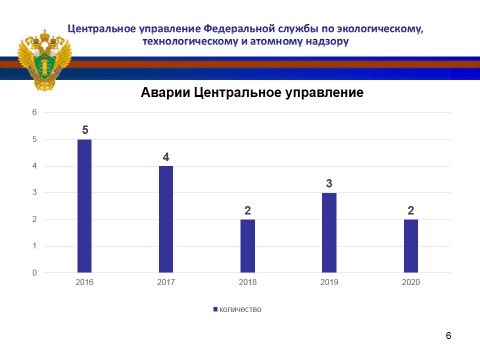 Центральное управление Федеральной службы по экологическому,
технологическому и атомному надзору
Аварии Центральное управление
6
5
4
3
2
1
0
5
4
2
3
2
2016 2017 2018 2019 2020
количество
6